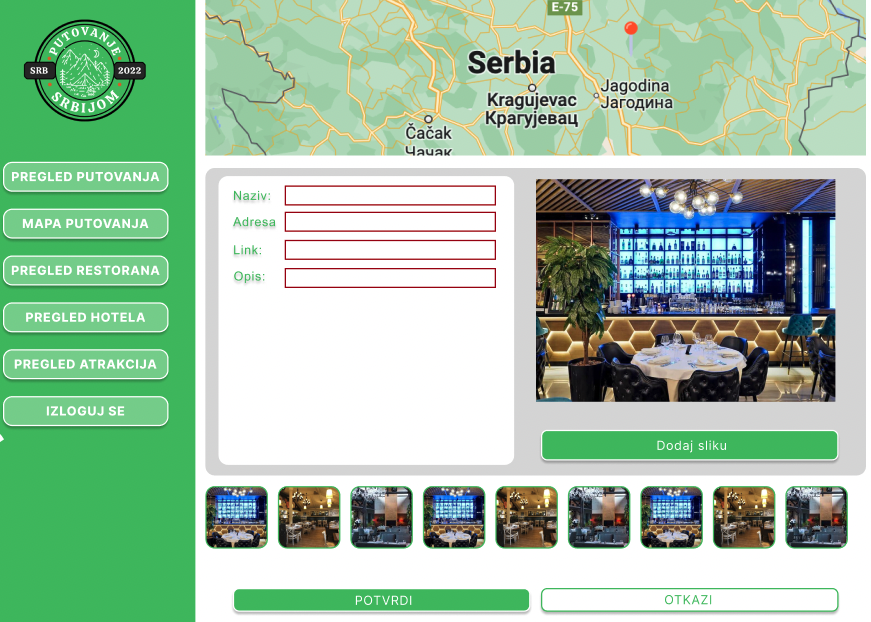 PUTOVANJE
SRB
2022
SRBIJOM
PREGLED PUTOVANJA
MAPA PUTOVANJA
PREGLED RESTORANA
PREGLED HOTELA
PREGLED ATRAKCIJA
IZLOGUJ SE
E-75
Serbia
Jagodina
Јагодина
Kragujevac
Крагујевац
Čačak
Чачак
Naziv:
Adresa
Link:
Opis:
Dodaj sliku
POTVRDI
OTKAZI